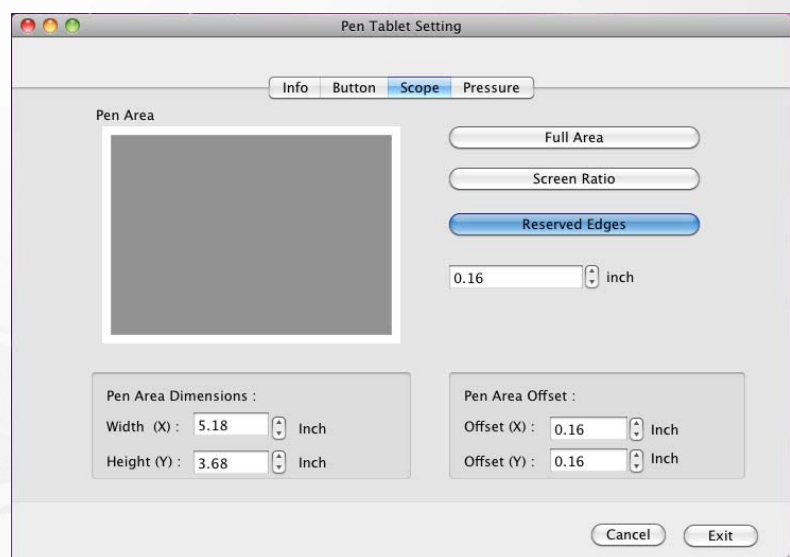 Pen Tablet Setting
Info Button Scope Pressure
Pen Area
Full Area
Screen Ratio
Reserved Edges
0.16 inch
Pen Area Dimensions :
Width (X) : 5.18 Inch
Height (Y) : 3.68 Inch
Pen Area Offset :
Offset (X) : 0.16 Inch
Offset (Y) : 0.16 Inch
Cancel Exit